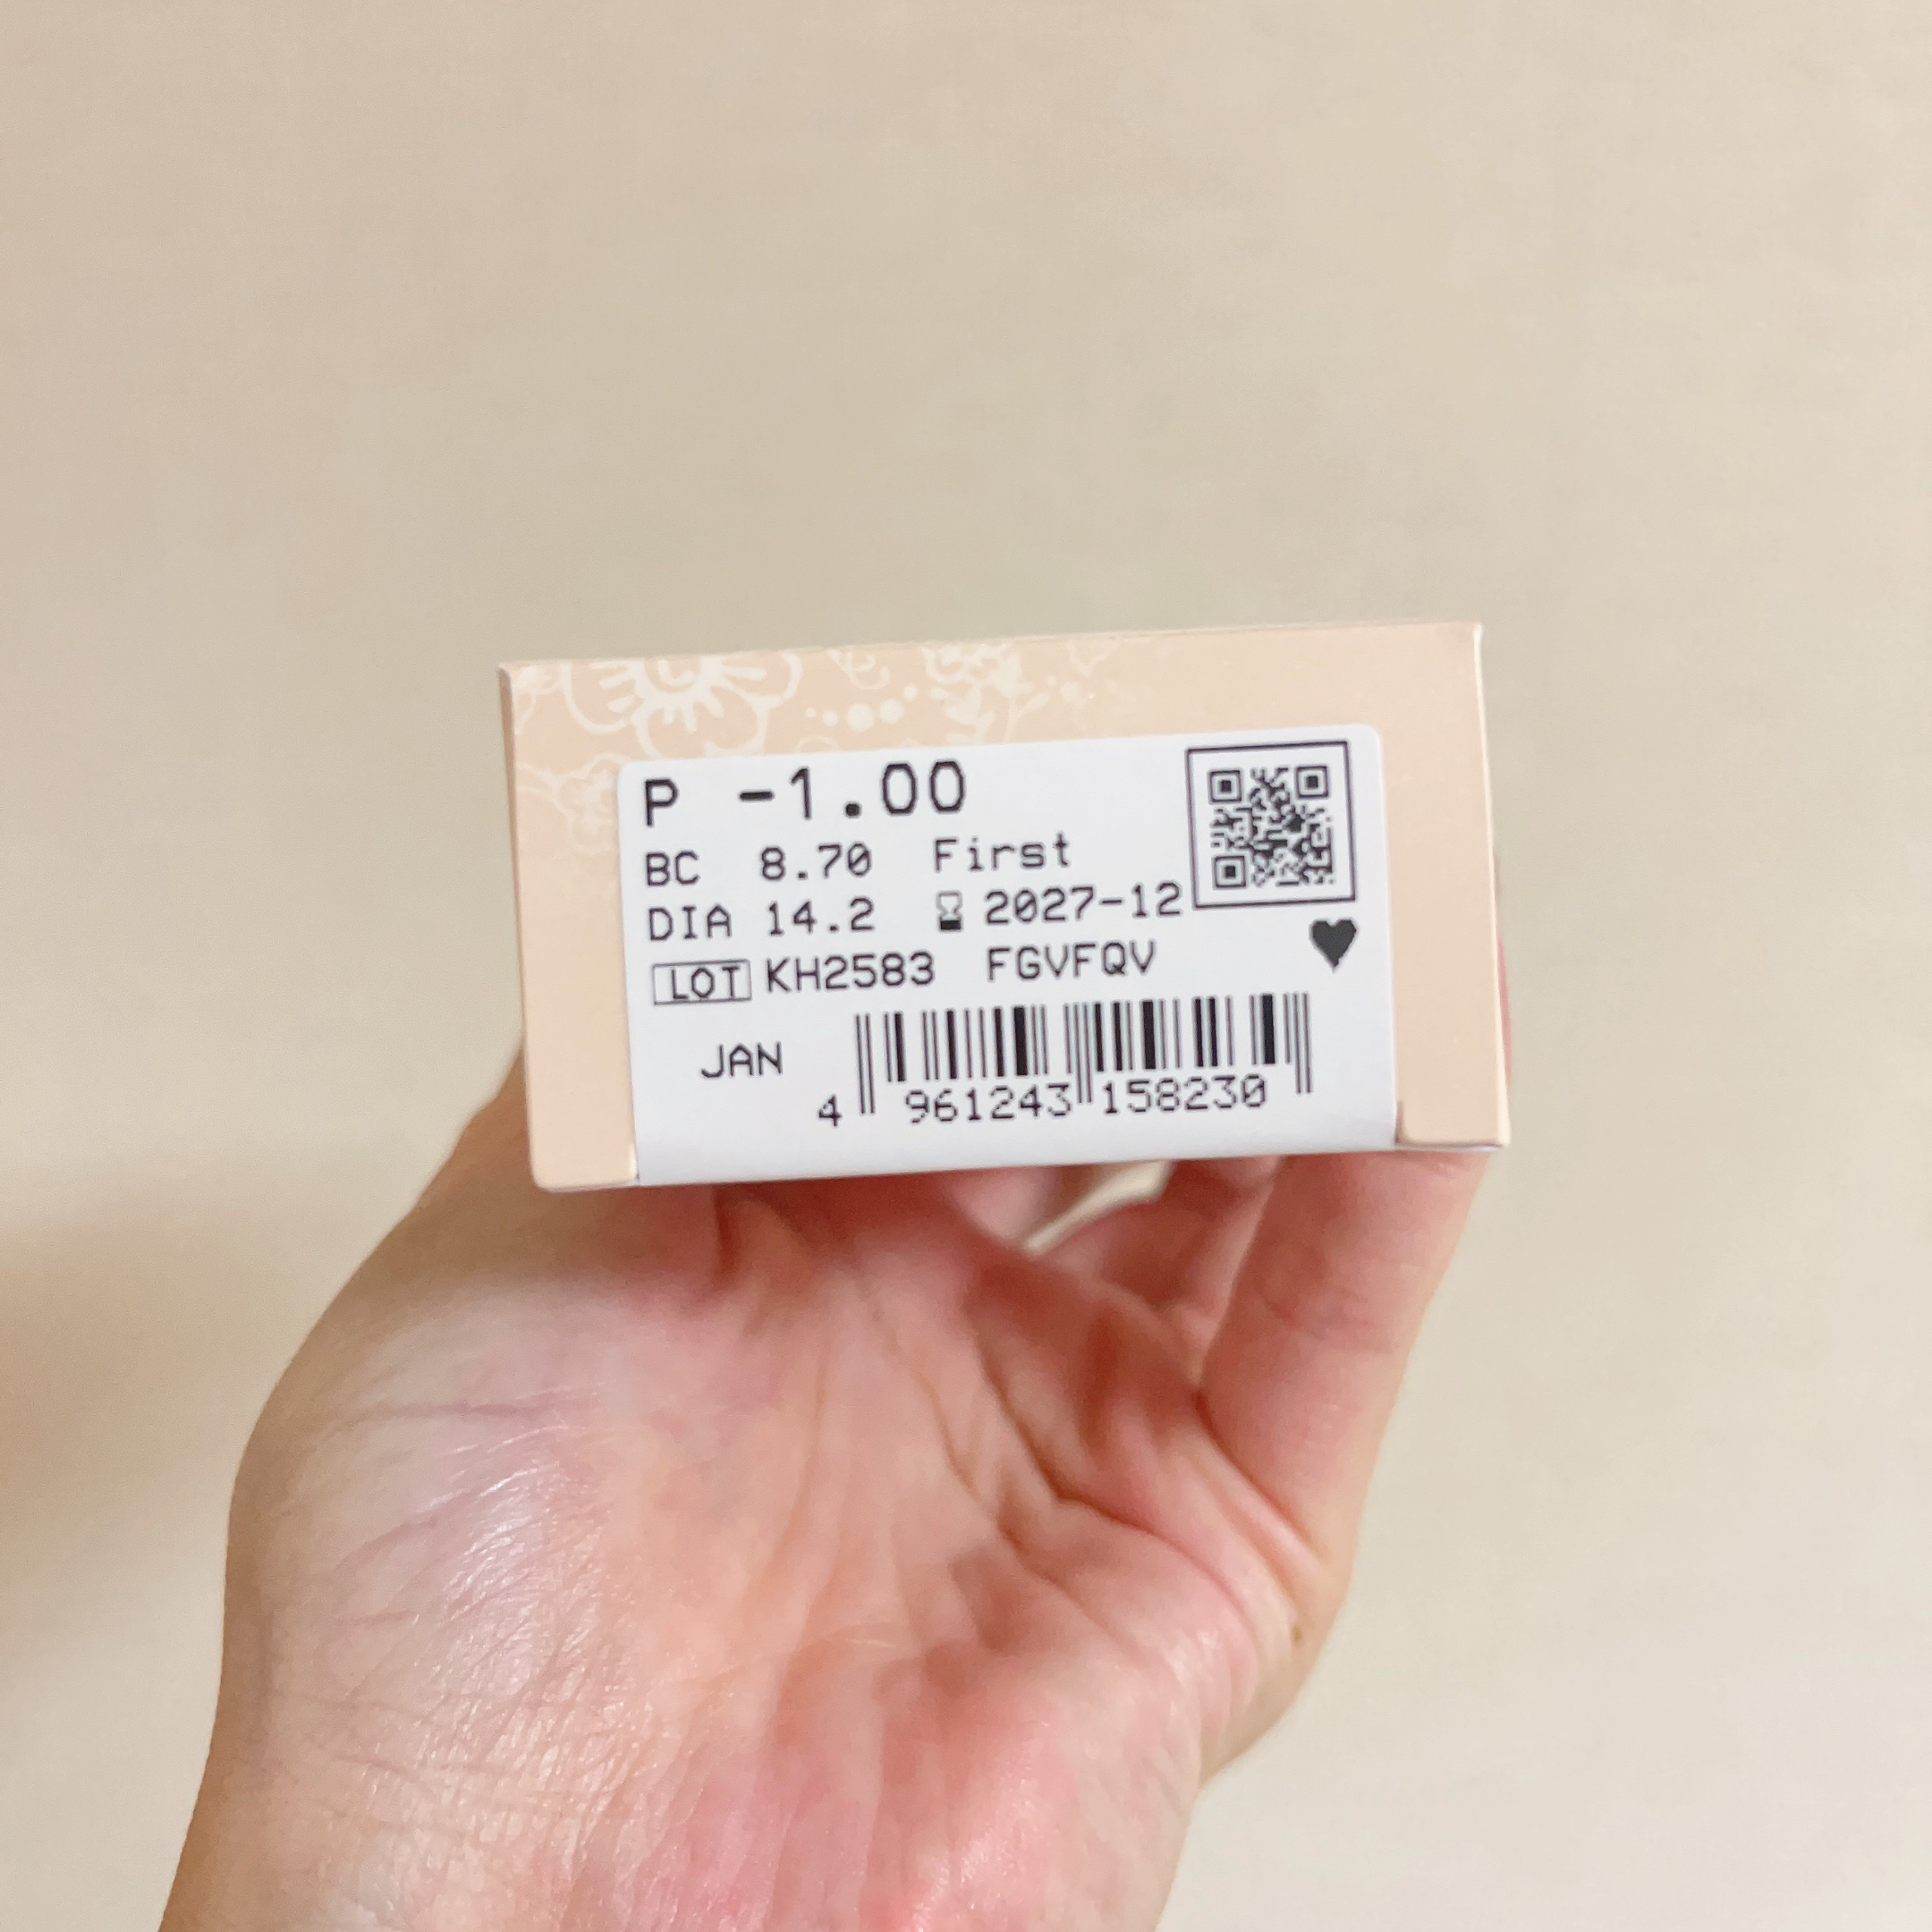 P -1.00
BC 8.70 First
DIA 14.2 2027-12
LOT KH2583 FGVFQV
JAN
4 961243 158230